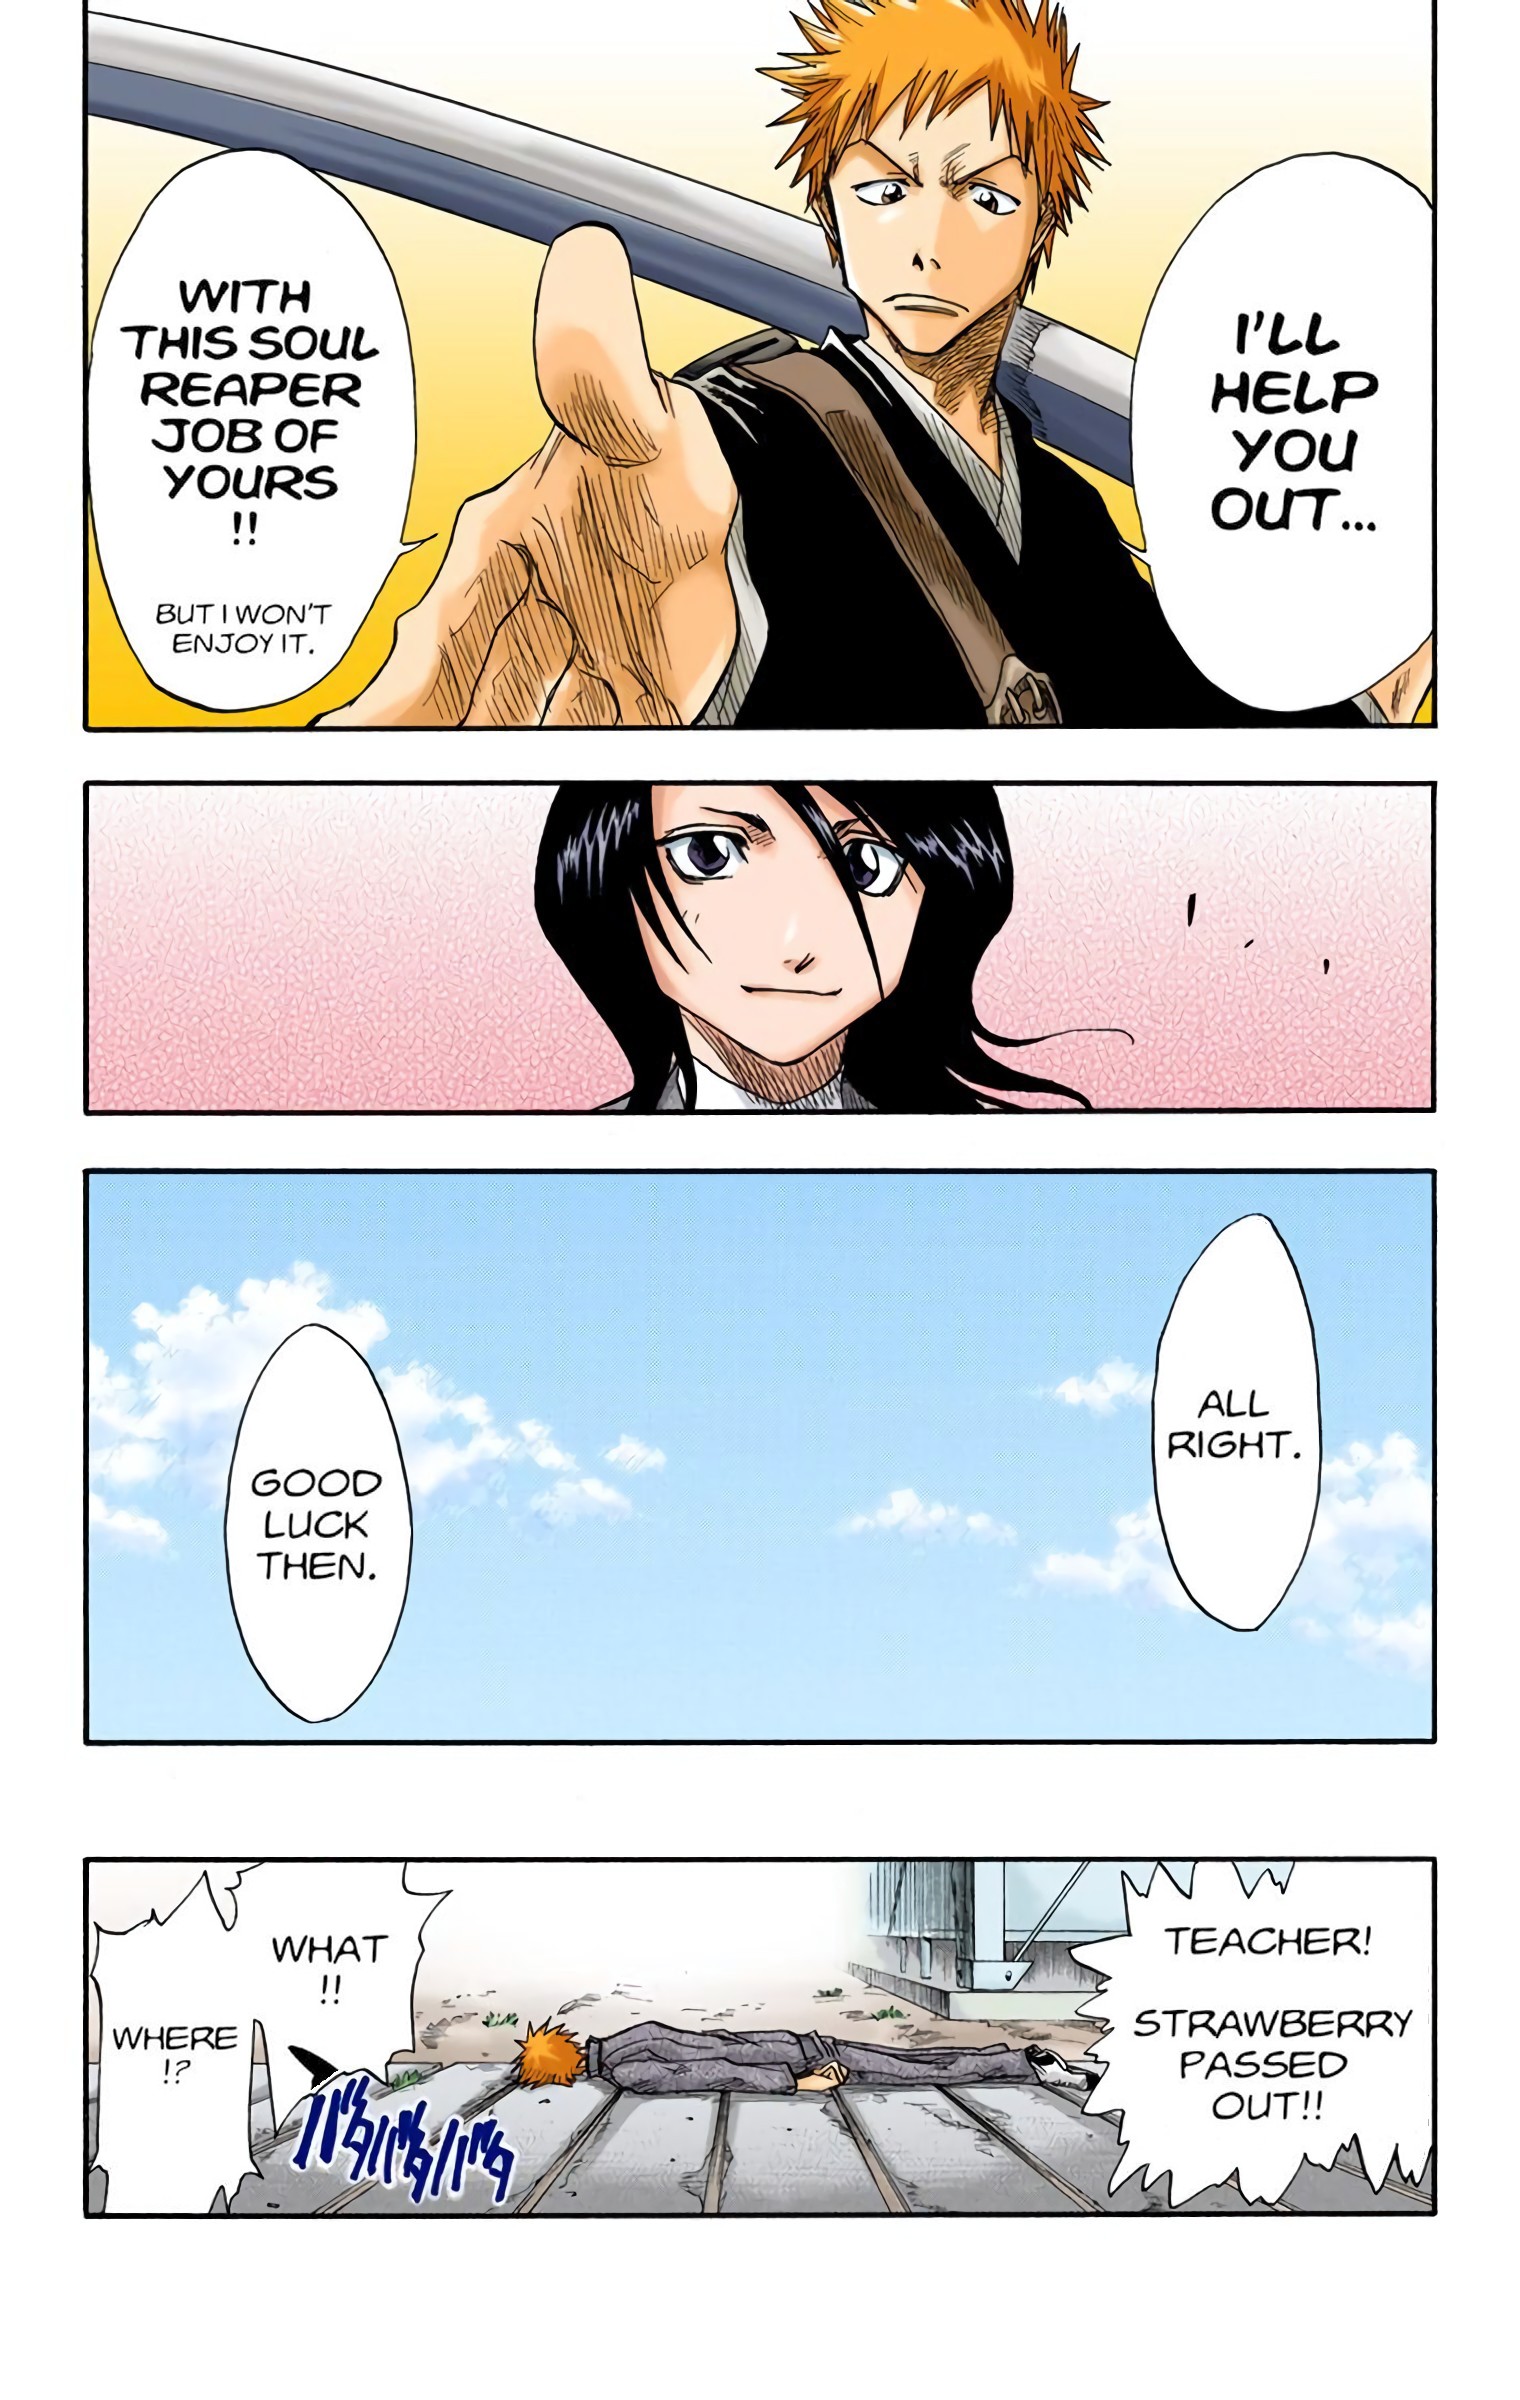 I'LL
HELP
YOU
OUT...
WITH
THIS SOUL
REAPER
JOB OF
YOURS
!!
BUT I WON'T
ENJOY IT.
ALL
RIGHT.
GOOD
LUCK
THEN.
TEACHER!
STRAWBERRY
PASSED
OUT!!
WHAT
!!
WHERE
!?
バタバタバタ